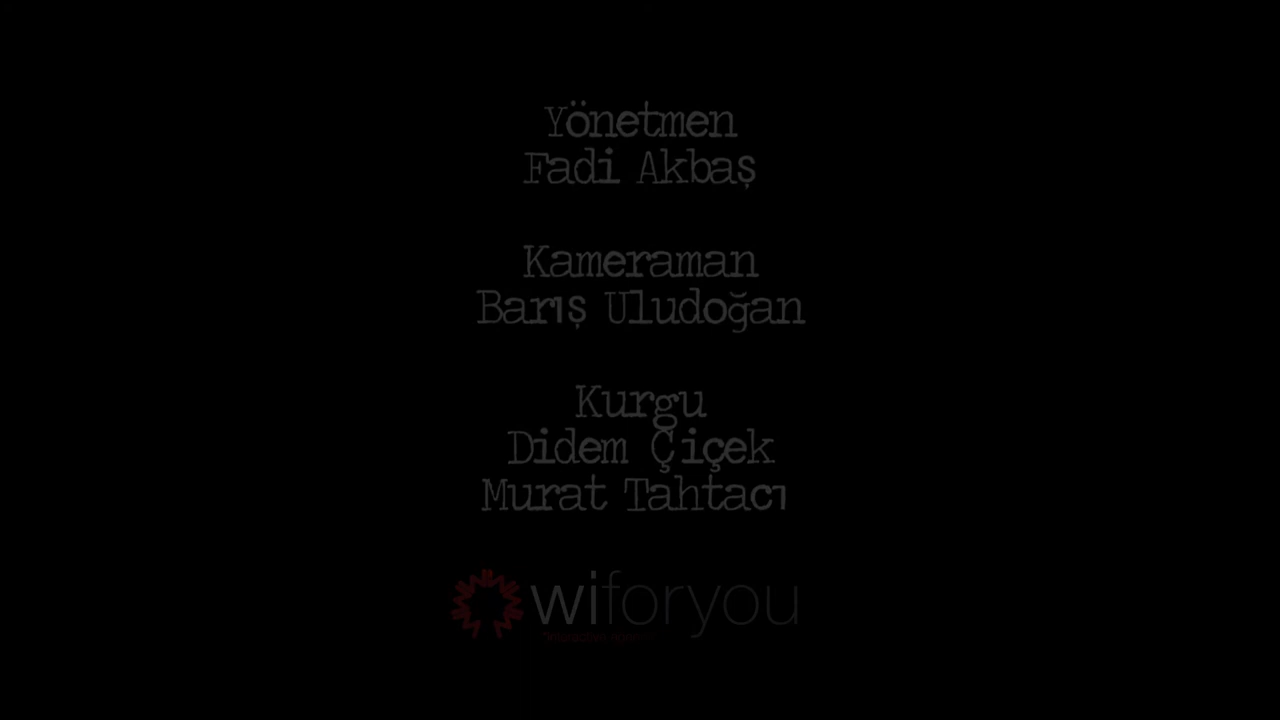 Yönetmen
Fadi Akbaş
Kameraman
Barış Uludoğan
Kurgu
Didem Çiçek
Murat Tahtacı
wiforyou